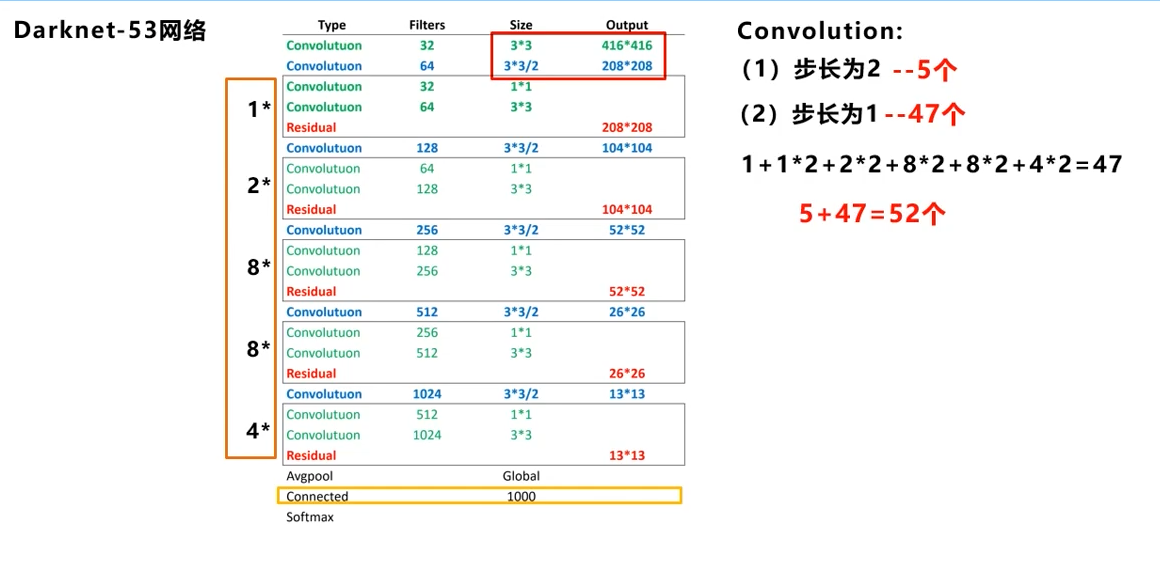 Darknet-53网络
Type Filters Size Output
Convolutuon 32 3*3 416*416
Convolutuon 64 3*3/2 208*208
1*
Convolutuon 32 1*1
Convolutuon 64 3*3
Residual 208*208
Convolutuon 128 3*3/2 104*104
2*
Convolutuon 64 1*1
Convolutuon 128 3*3
Residual 104*104
Convolutuon 256 3*3/2 52*52
8*
Convolutuon 128 1*1
Convolutuon 256 3*3
Residual 52*52
Convolutuon 512 3*3/2 26*26
8*
Convolutuon 256 1*1
Convolutuon 512 3*3
Residual 26*26
Convolutuon 1024 3*3/2 13*13
4*
Convolutuon 512 1*1
Convolutuon 1024 3*3
Residual 13*13
Avgpool Global
Connected 1000
Softmax
Convolution:
（1）步长为2 --5个
（2）步长为1--47个
1+1*2+2*2+8*2+8*2+4*2=47
5+47=52个